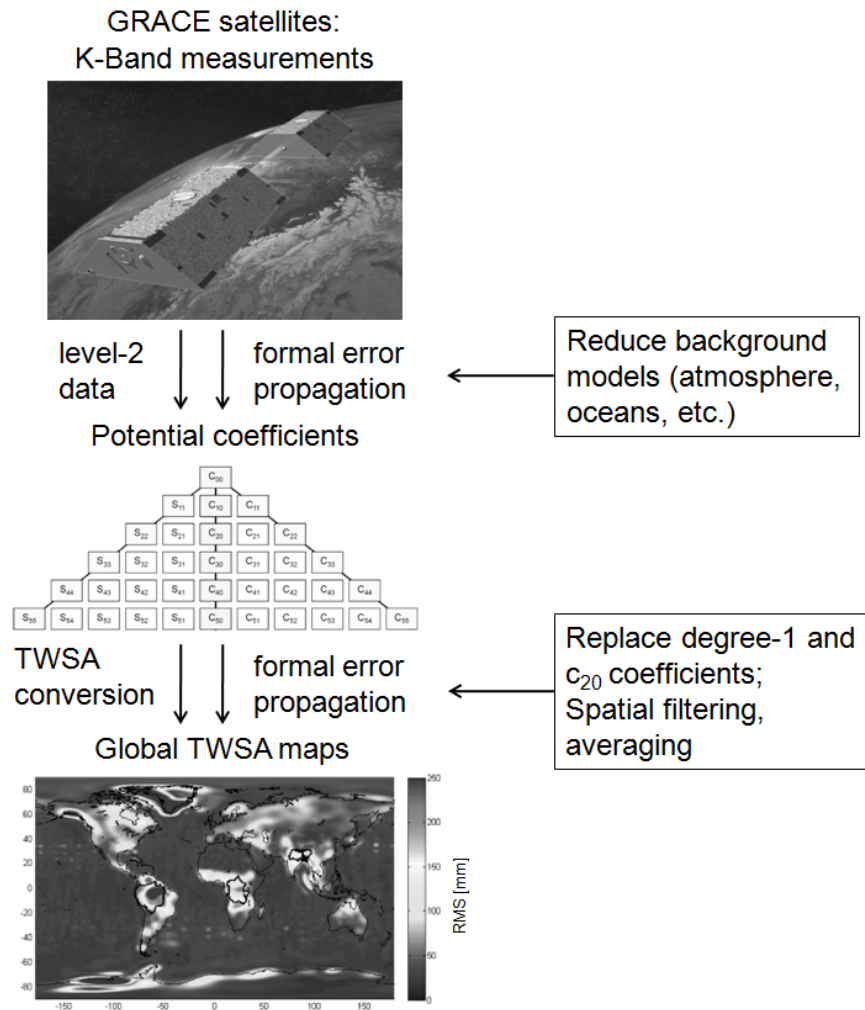 GRACE satellites:
K-Band measurements
level-2
data
formal error
propagation
Reduce background
models (atmosphere,
oceans, etc.)
Potential coefficients
C00
S11 C10 C11
S22 S21 C20 C21 C22
S33 S32 S31 C30 C31 C32 C33
S44 S43 S42 S41 C40 C41 C42 C43 C44
S55 S54 S53 S52 S51 C50 C51 C52 C53 C54 C55
TWSA
conversion
formal error
propagation
Replace degree-1 and
c20 coefficients;
Spatial filtering,
averaging
Global TWSA maps
80
60
40
20
0
-20
-40
-60
-80
-150 -100 -50 0 50 100 150
250
200
150
100
50
0
RMS [mm]